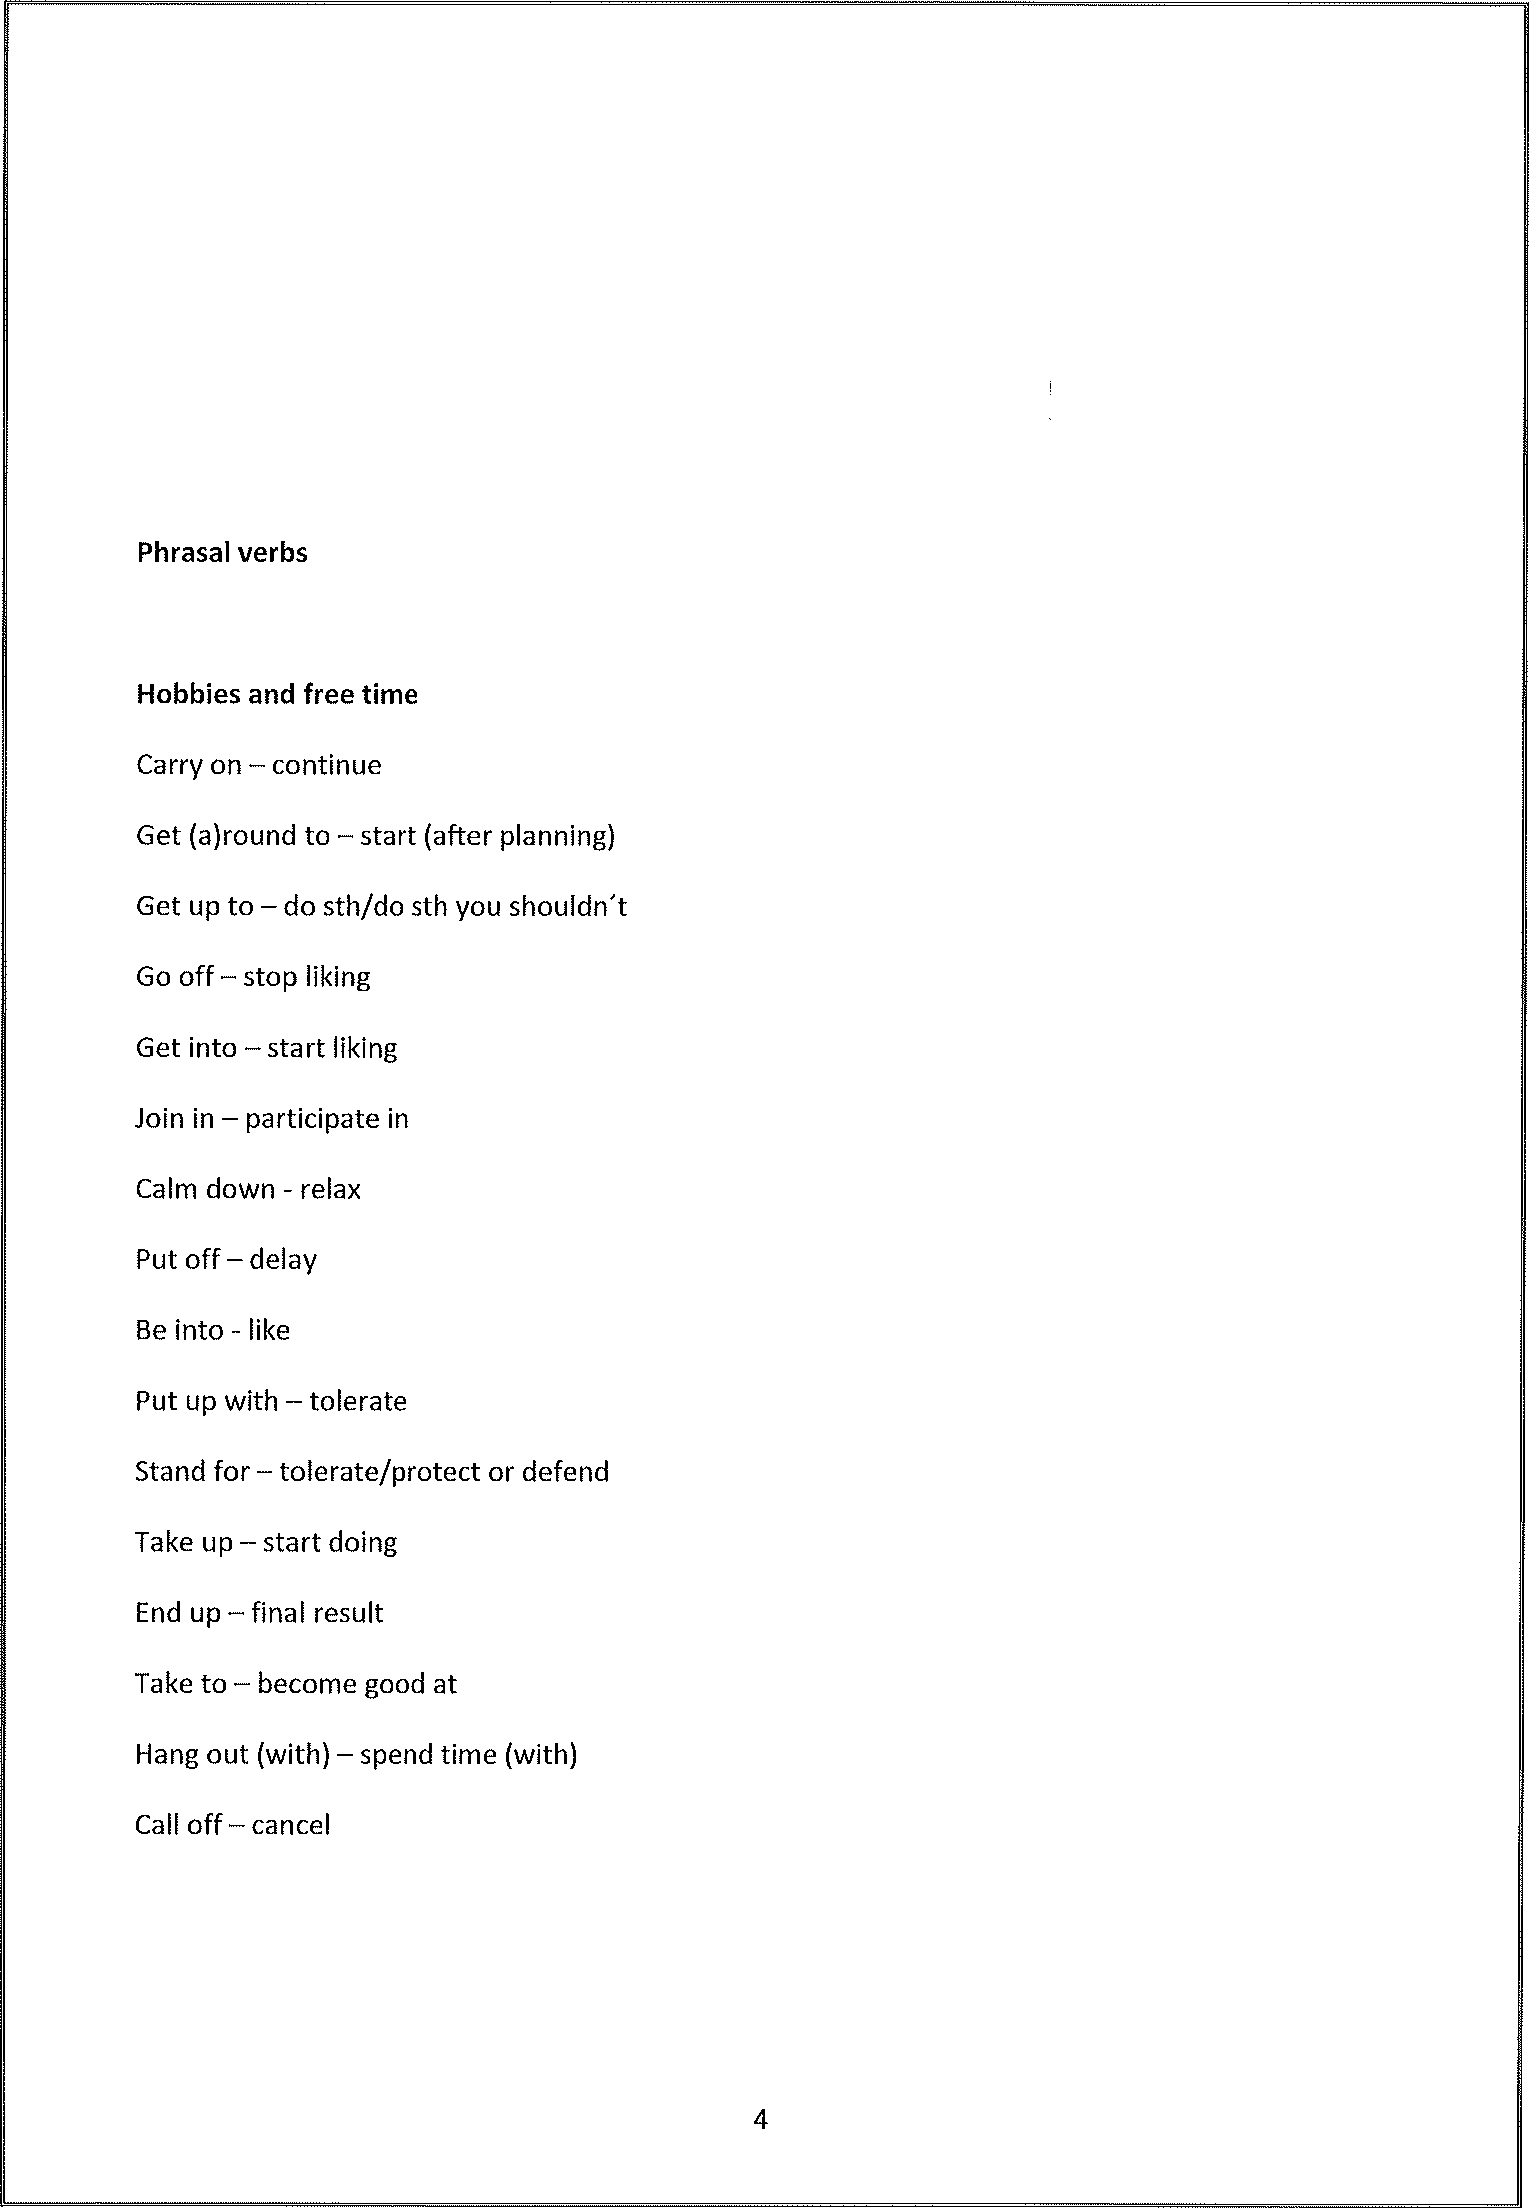 Phrasal verbs
Hobbies and free time
Carry on – continue
Get (a)round to – start (after planning)
Get up to – do sth/do sth you shouldn´t
Go off – stop liking
Get into – start liking
Join in – participate in
Calm down - relax
Put off – delay
Be into - like
Put up with – tolerate
Stand for – tolerate/protect or defend
Take up – start doing
End up – final result
Take to – become good at
Hang out (with) – spend time (with)
Call off – cancel
4